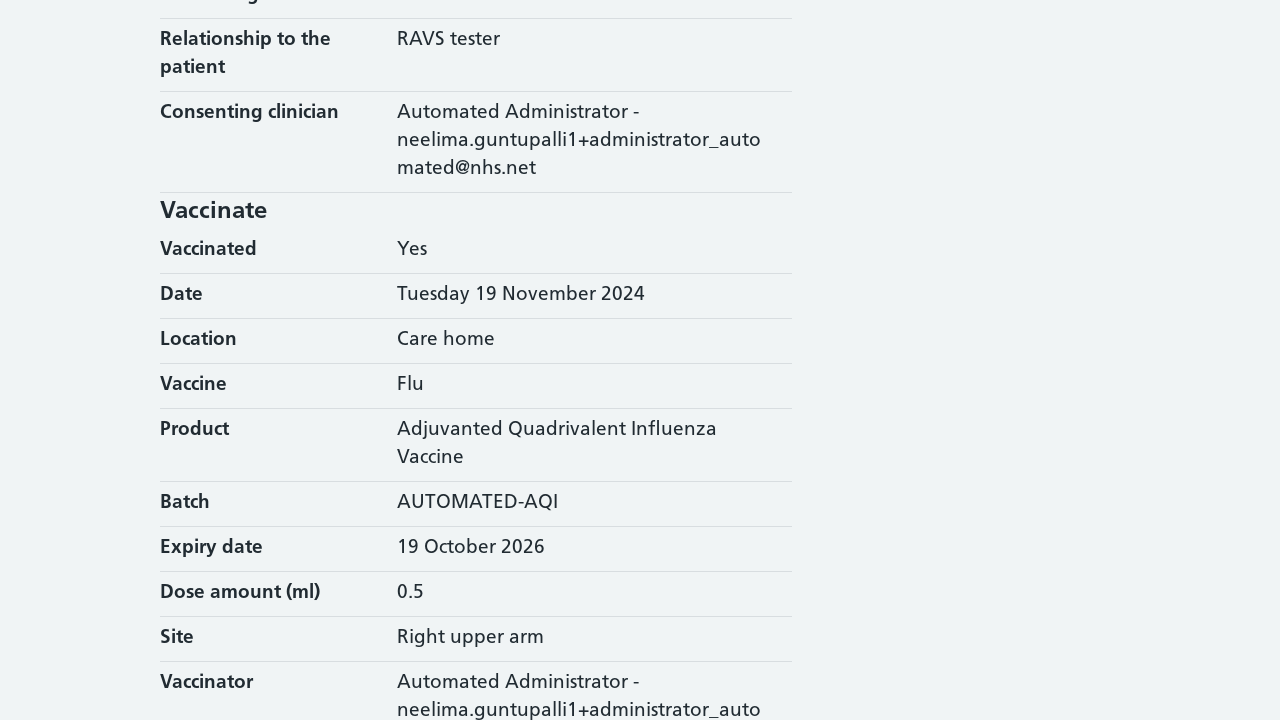 Relationship to the
patient
RAVS tester
Consenting clinician
Automated Administrator -
neelima.guntupalli1+administrator_auto
mated@nhs.net
Vaccinate
Vaccinated
Yes
Date
Tuesday 19 November 2024
Location
Care home
Vaccine
Flu
Product
Adjuvanted Quadrivalent Influenza
Vaccine
Batch
AUTOMATED-AQI
Expiry date
19 October 2026
Dose amount (ml)
0.5
Site
Right upper arm
Vaccinator
Automated Administrator -
neelima.guntupalli1+administrator_auto